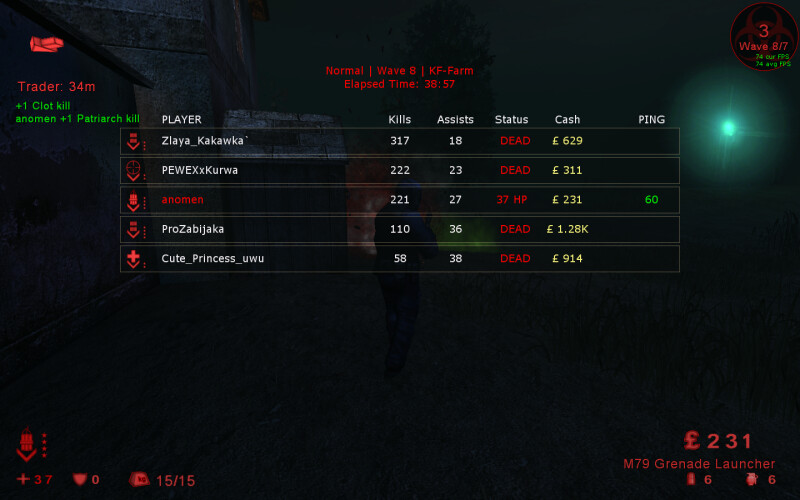 3
Wave 8/7
74 cur FPS
74 avg FPS
Trader: 34m
+1 Clot kill
anomen +1 Patriarch kill
Normal | Wave 8 | KF-Farm
Elapsed Time: 38:57
PLAYER Kills Assists Status Cash PING
Zlaya_Kakawka` 317 18 DEAD £ 629
PEWEXxKurwa 222 23 DEAD £ 311
anomen 221 27 37 HP £ 231 60
ProZabijaka 110 36 DEAD £ 1.28K
Cute_Princess_uwu 58 38 DEAD £ 914
£ 231
M79 Grenade Launcher
+ 37 0 15/15 6 6